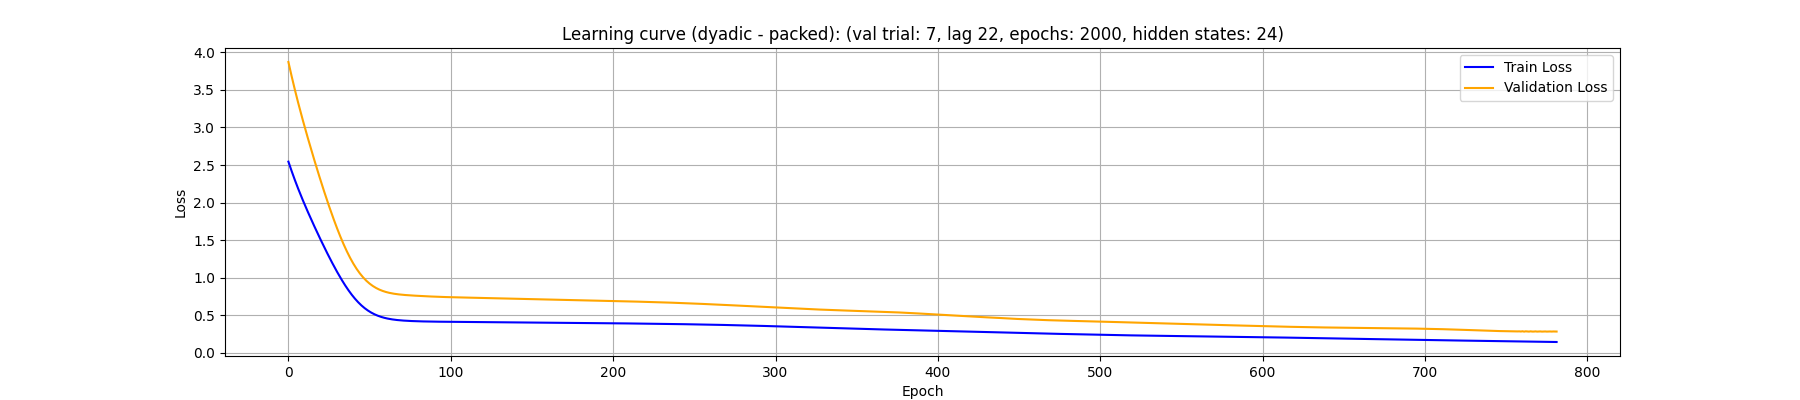 Learning curve (dyadic - packed): (val trial: 7, lag 22, epochs: 2000, hidden states: 24)
4.0
3.5
3.0
2.5
2.0
1.5
1.0
0.5
0.0
Loss
Train Loss
Validation Loss
0 100 200 300 400 500 600 700 800
Epoch